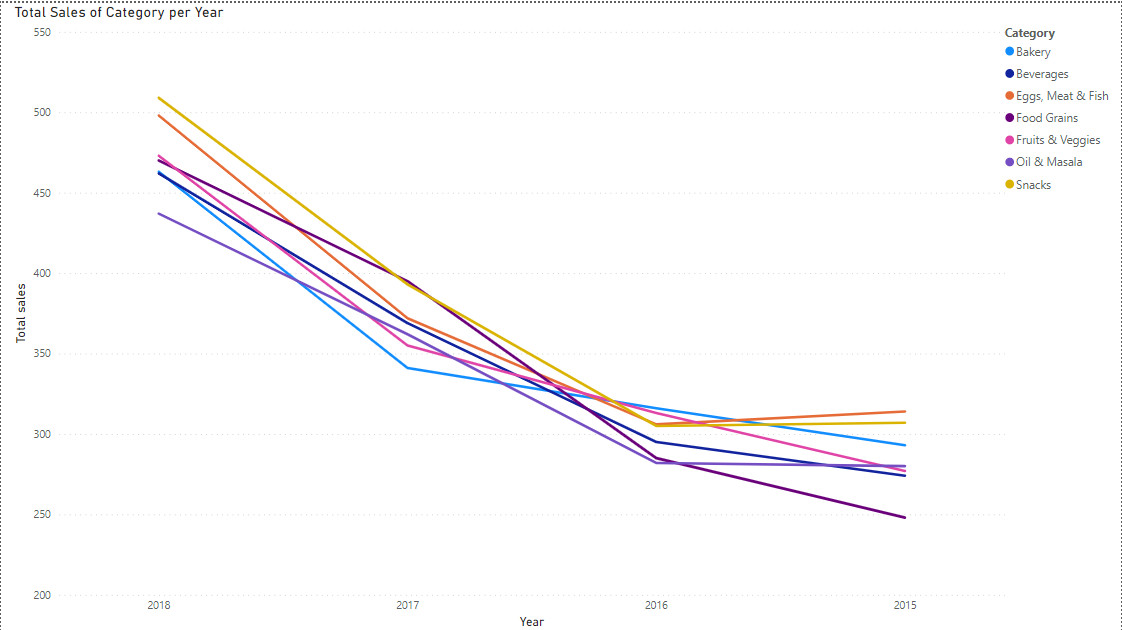 Total Sales of Category per Year
550
500
450
400
350
300
250
200
Total sales
2018
2017
2016
2015
Year
Category
Bakery
Beverages
Eggs, Meat & Fish
Food Grains
Fruits & Veggies
Oil & Masala
Snacks